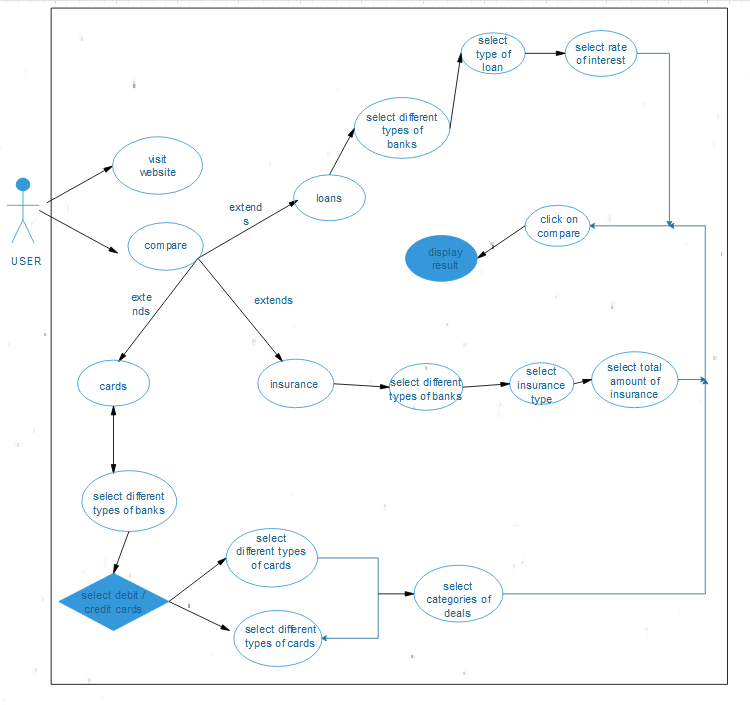 select
type of
loan
select rate
of interest
select different
types of
banks
visit
website
loans
extend
s
click on
compare
compare
display
result
USER
exte
nds
extends
cards
insurance
select different
types of banks
select
insurance
type
select total
amount of
insurance
select different
types of banks
select
different types
of cards
select debit /
credit cards
select
categories of
deals
select different
types of cards